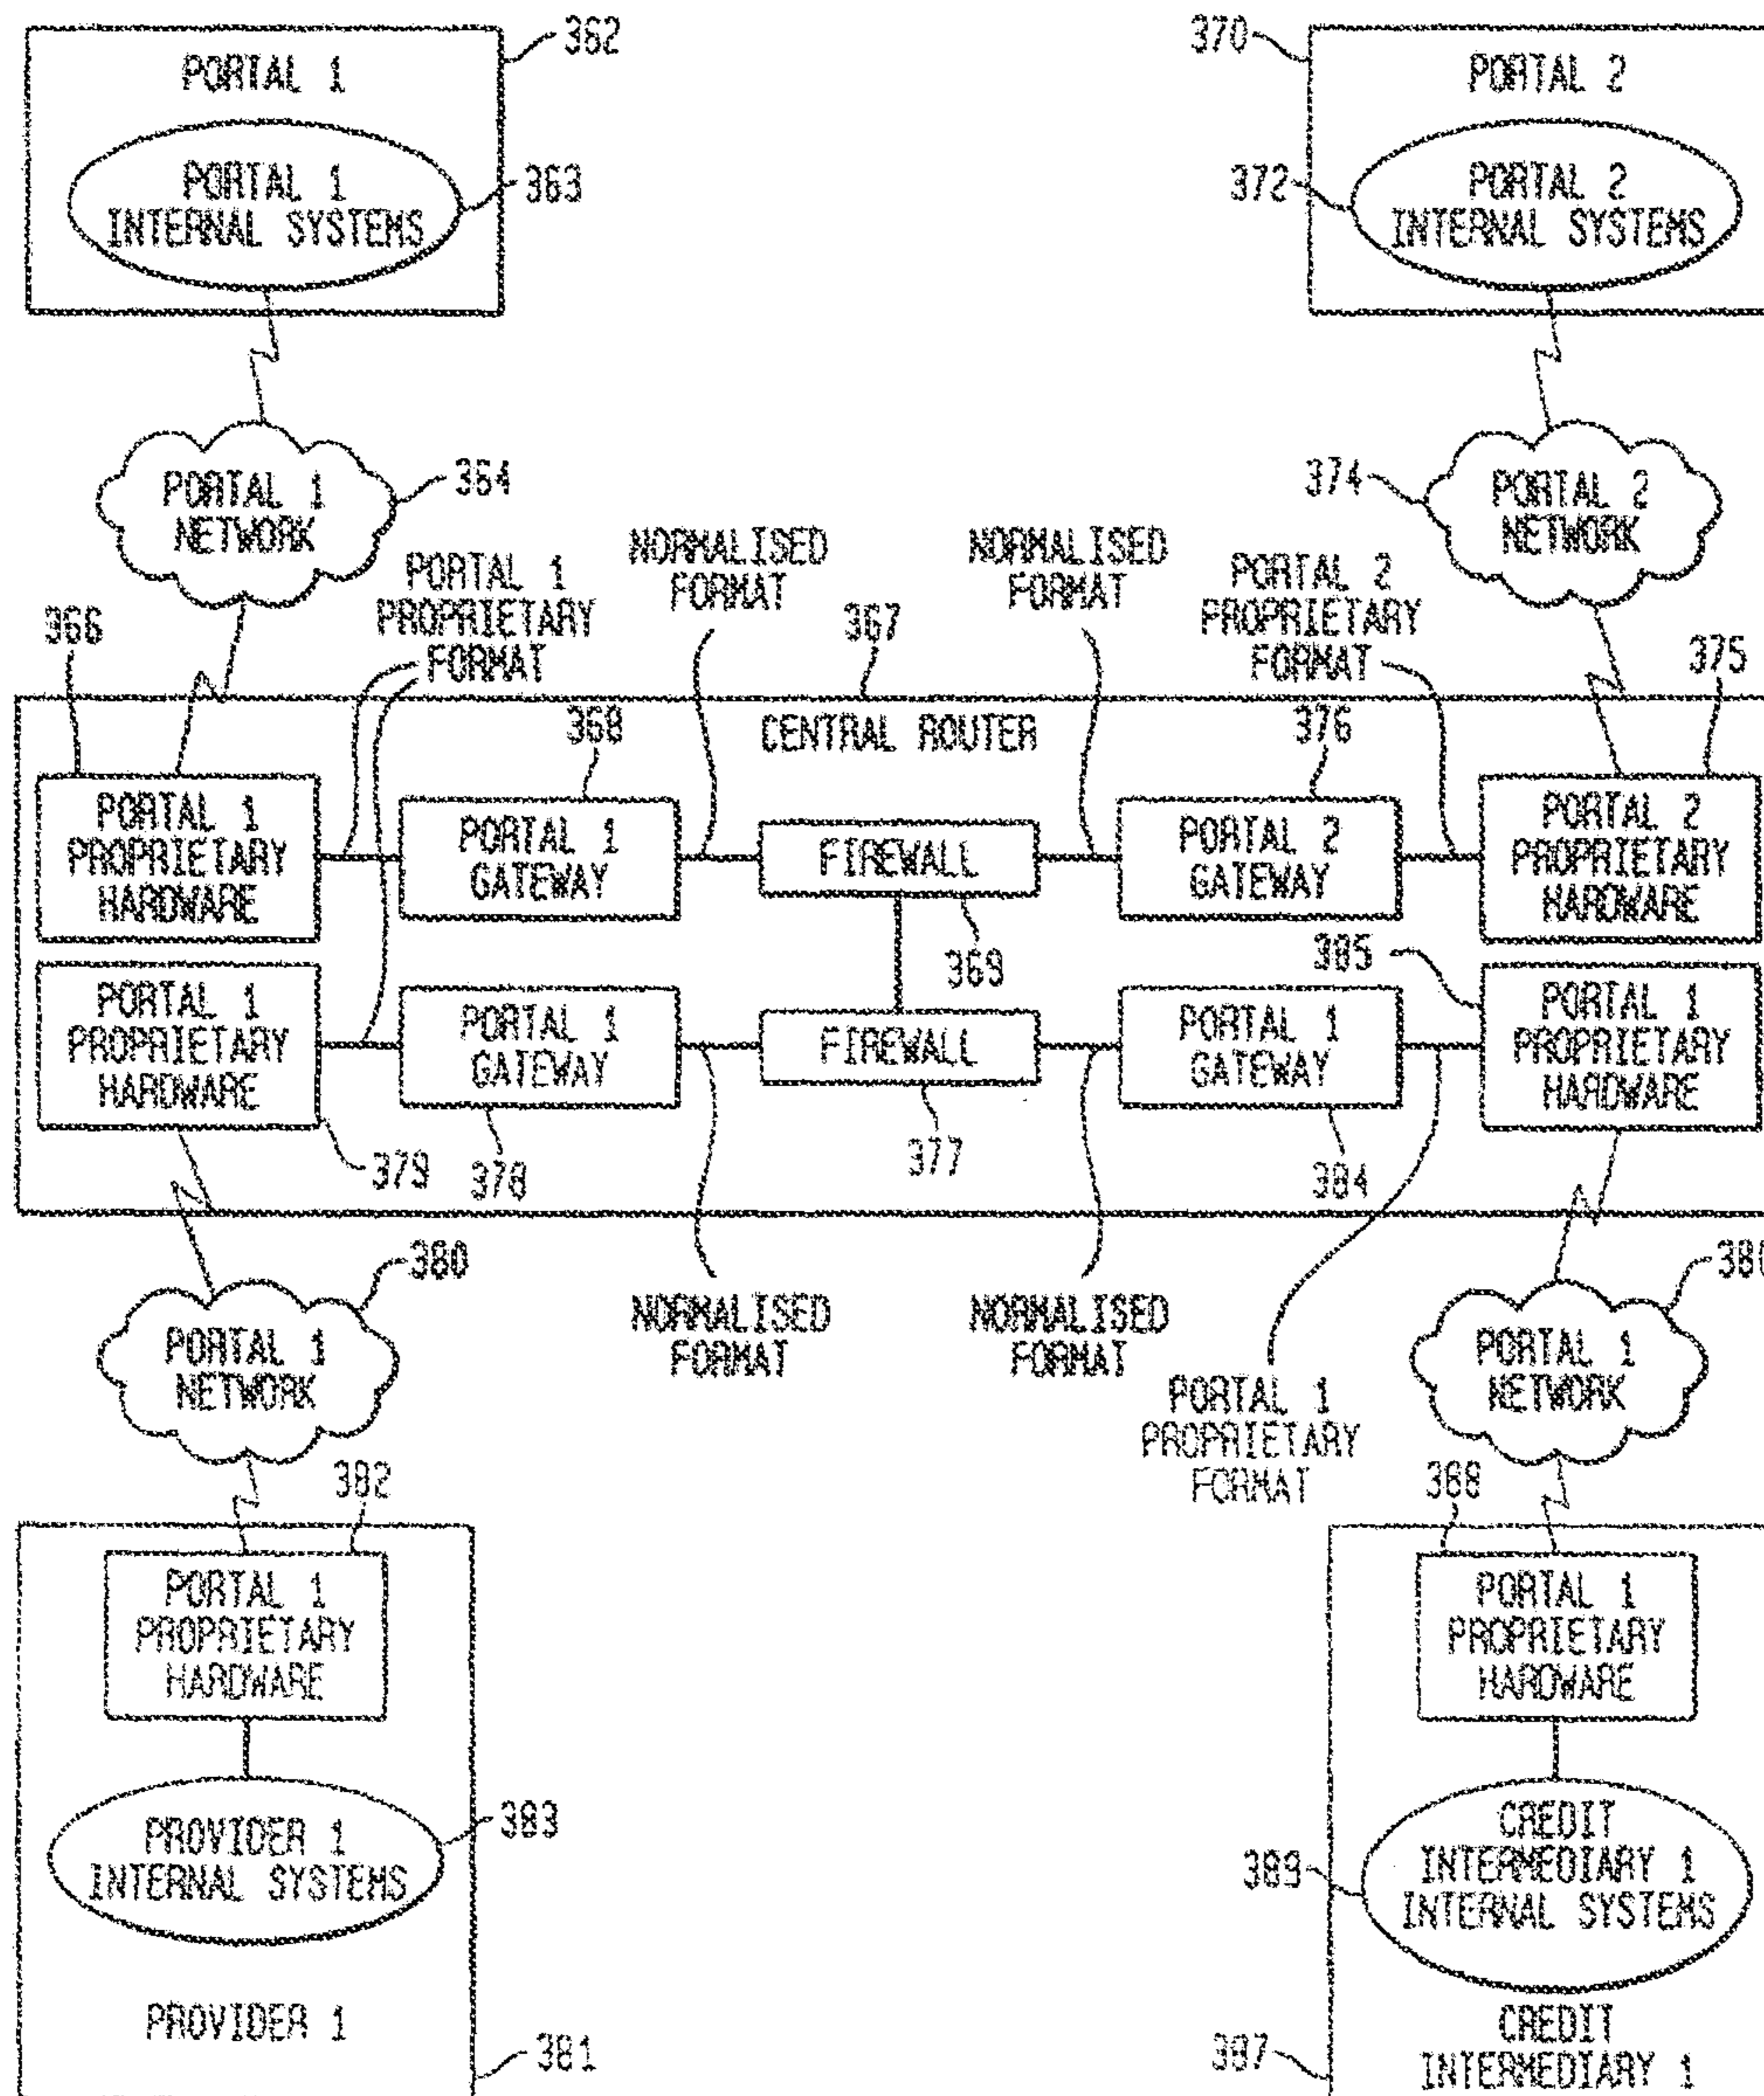 362
370
PORTAL 1
PORTAL 2
PORTAL 1
INTERNAL SYSTEMS
363
372
PORTAL 2
INTERNAL SYSTEMS
PORTAL 1
NETWORK
364
374
PORTAL 2
NETWORK
PORTAL 1
PROPRIETARY
FORMAT
NORMALISED
FORMAT
NORMALISED
FORMAT
PORTAL 2
PROPRIETARY
FORMAT
366
367
375
368
CENTRAL ROUTER
376
PORTAL 1
PROPRIETARY
HARDWARE
PORTAL 1
GATEWAY
FIREWALL
PORTAL 2
GATEWAY
PORTAL 2
PROPRIETARY
HARDWARE
369
385
PORTAL 1
PROPRIETARY
HARDWARE
PORTAL 1
GATEWAY
FIREWALL
PORTAL 1
GATEWAY
PORTAL 1
PROPRIETARY
HARDWARE
379
378
377
384
380
386
PORTAL 1
NETWORK
NORMALISED
FORMAT
NORMALISED
FORMAT
PORTAL 1
PROPRIETARY
FORMAT
PORTAL 1
NETWORK
382
388
PORTAL 1
PROPRIETARY
HARDWARE
PORTAL 1
PROPRIETARY
HARDWARE
PROVIDER 1
INTERNAL SYSTEMS
383
389
CREDIT
INTERMEDIARY 1
INTERNAL SYSTEMS
PROVIDER 1
381
387
CREDIT
INTERMEDIARY 1